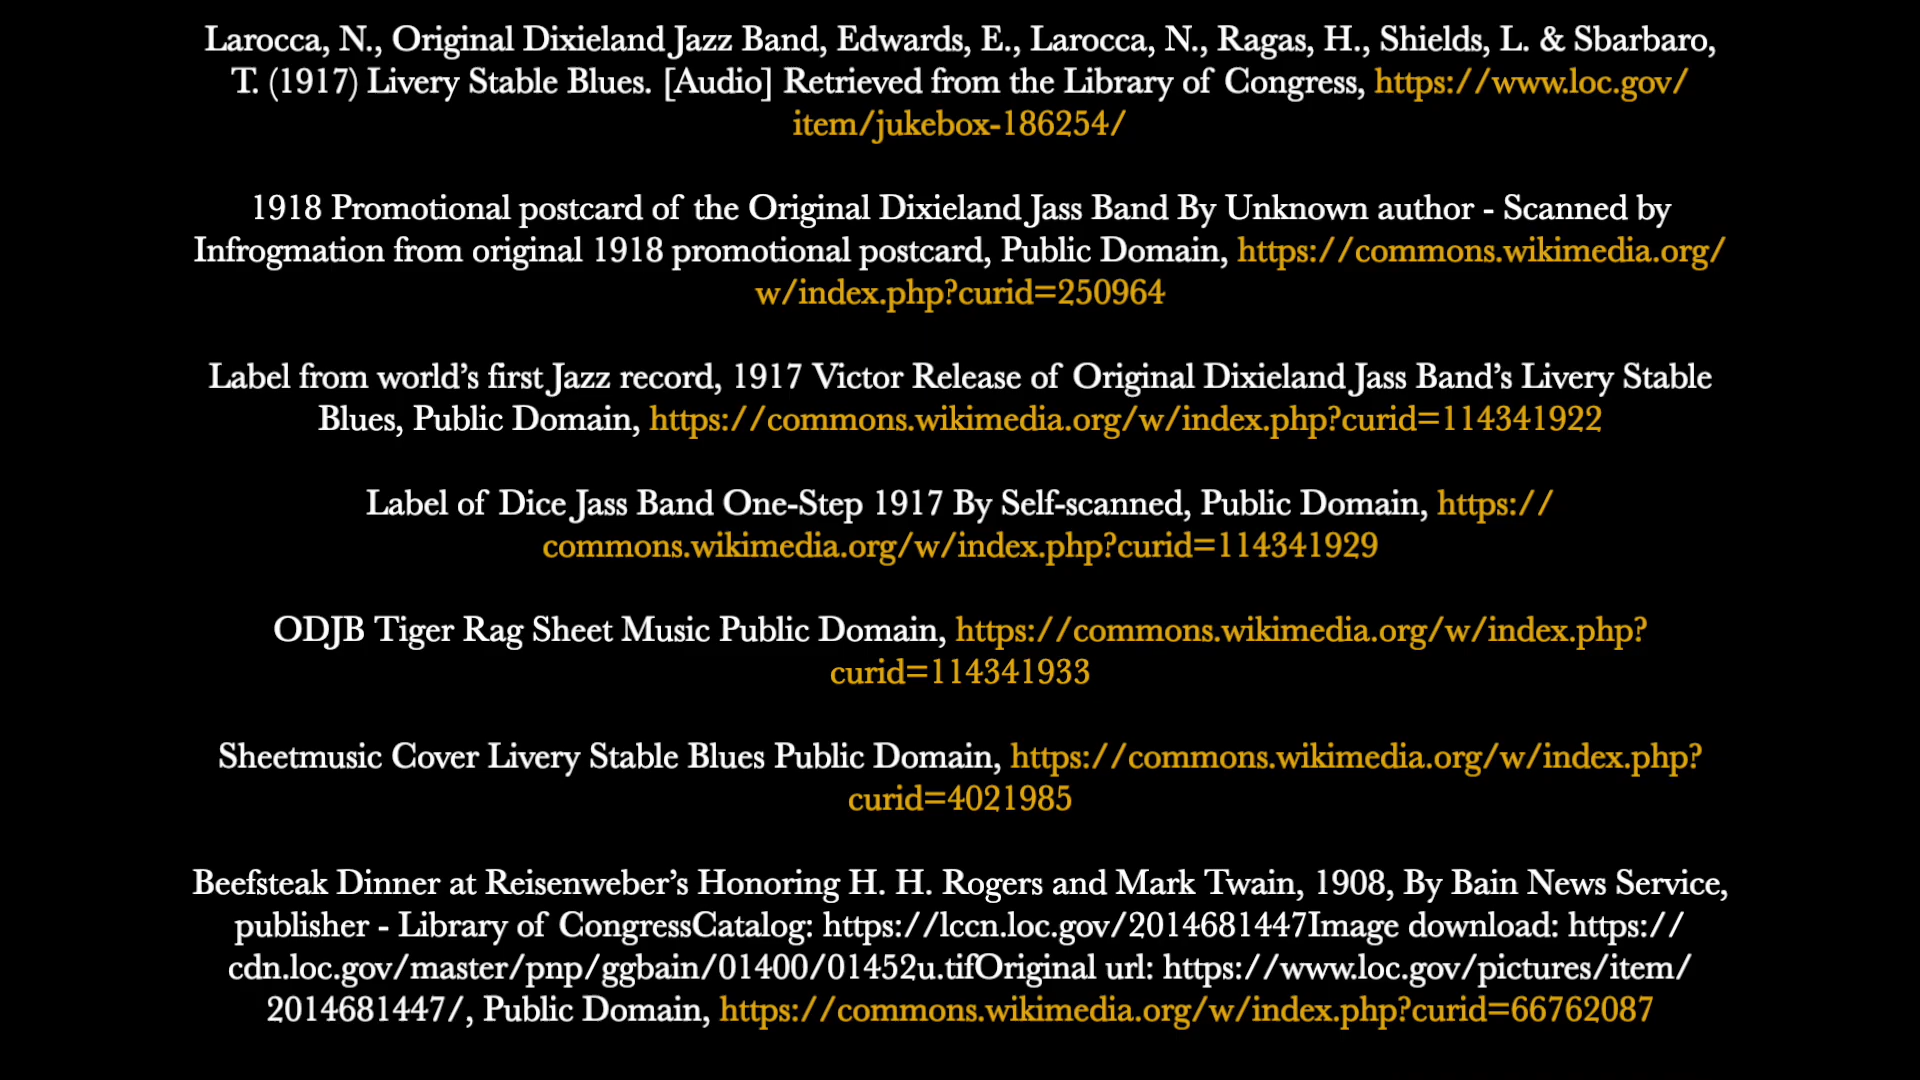 Larocca, N., Original Dixieland Jazz Band, Edwards, E., Larocca, N., Ragas, H., Shields, L. & Sbarbaro,
T. (1917) Livery Stable Blues. [Audio] Retrieved from the Library of Congress, https://www.loc.gov/
item/jukebox-186254/
1918 Promotional postcard of the Original Dixieland Jass Band By Unknown author - Scanned by
Infrogmation from original 1918 promotional postcard, Public Domain, https://commons.wikimedia.org/
w/index.php?curid=250964
Label from world’s first Jazz record, 1917 Victor Release of Original Dixieland Jass Band’s Livery Stable
Blues, Public Domain, https://commons.wikimedia.org/w/index.php?curid=114341922
Label of Dice Jass Band One-Step 1917 By Self-scanned, Public Domain, https://
commons.wikimedia.org/w/index.php?curid=114341929
ODJB Tiger Rag Sheet Music Public Domain, https://commons.wikimedia.org/w/index.php?
curid=114341933
Sheetmusic Cover Livery Stable Blues Public Domain, https://commons.wikimedia.org/w/index.php?
curid=4021985
Beefsteak Dinner at Reisenweber’s Honoring H. H. Rogers and Mark Twain, 1908, By Bain News Service,
publisher - Library of CongressCatalog: https://lccn.loc.gov/2014681447Image download: https://
cdn.loc.gov/master/pnp/ggbain/01400/01452u.tifOriginal url: https://www.loc.gov/pictures/item/
2014681447/, Public Domain, https://commons.wikimedia.org/w/index.php?curid=66762087